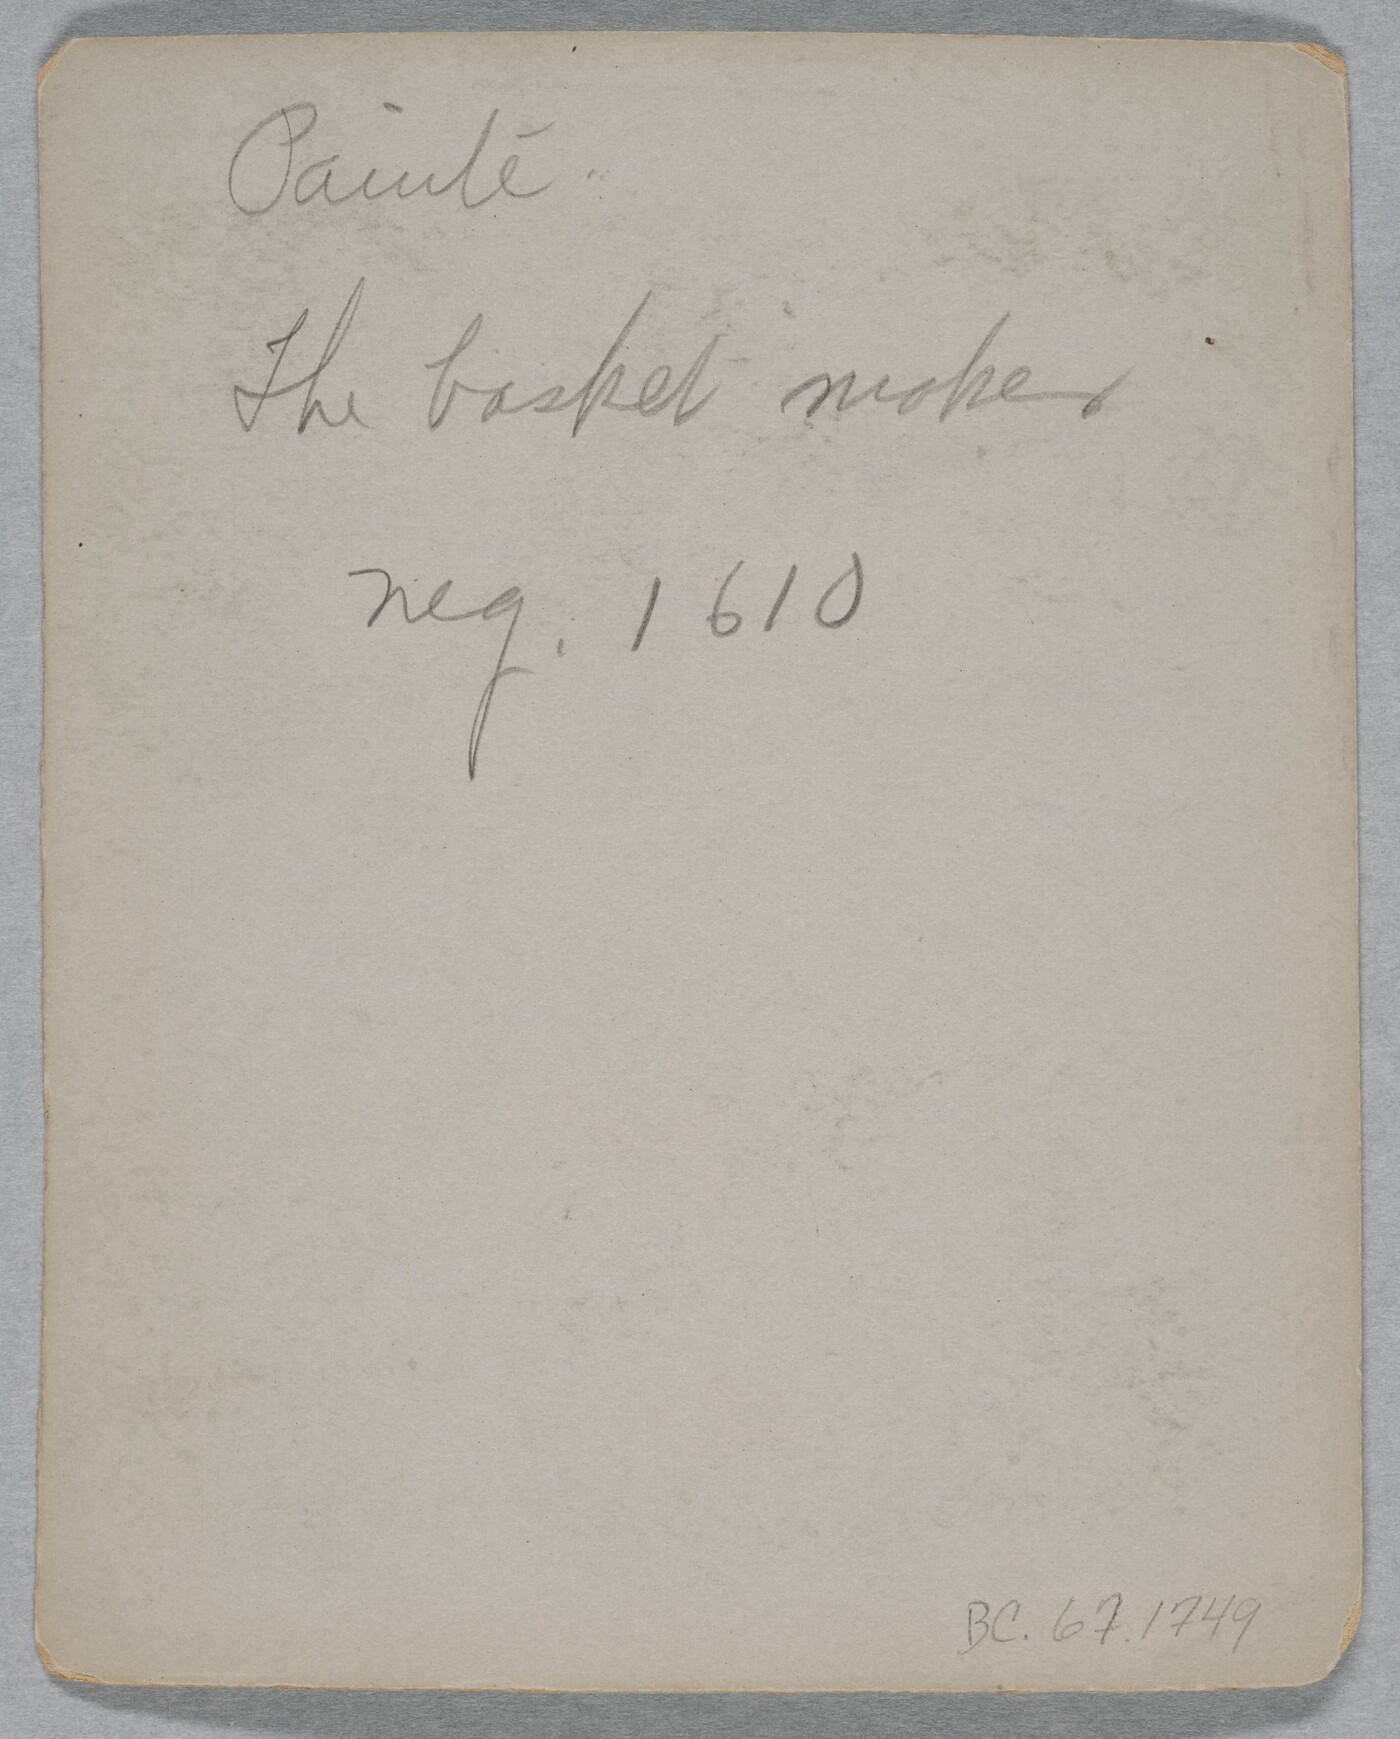 Paiute
The basket maker
neg. 1610
BC. 67.1749